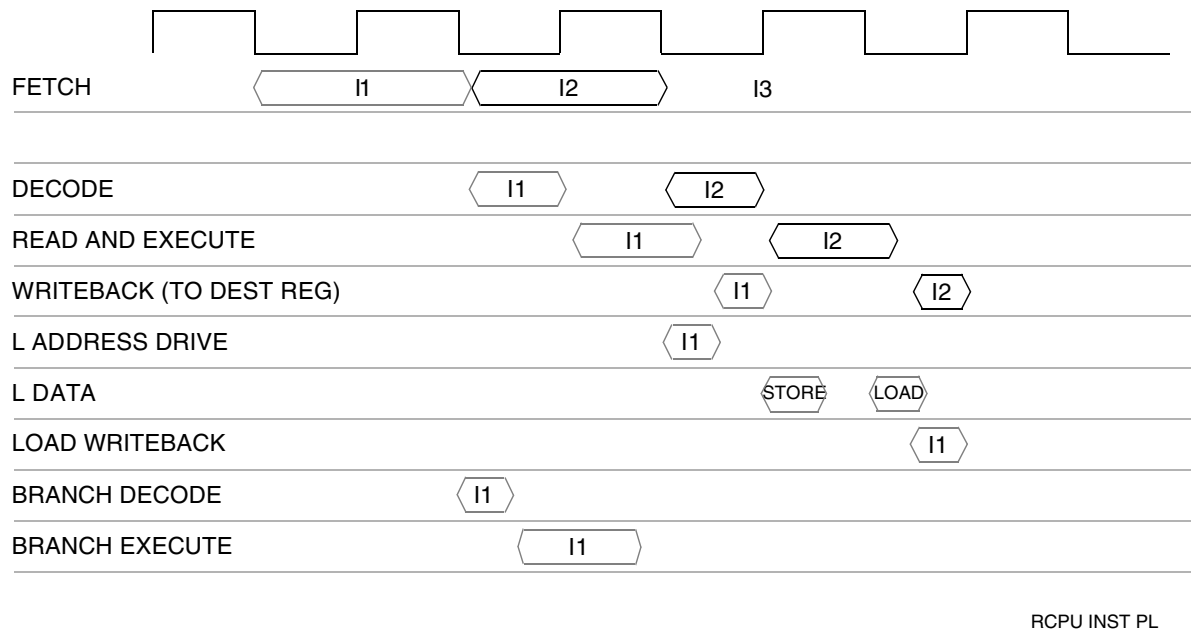 FETCH I1 I2 I3
DECODE I1 I2
READ AND EXECUTE I1 I2
WRITEBACK (TO DEST REG) I1 I2
L ADDRESS DRIVE I1
L DATA STORE LOAD
LOAD WRITEBACK I1
BRANCH DECODE I1
BRANCH EXECUTE I1
RCPU INST PL